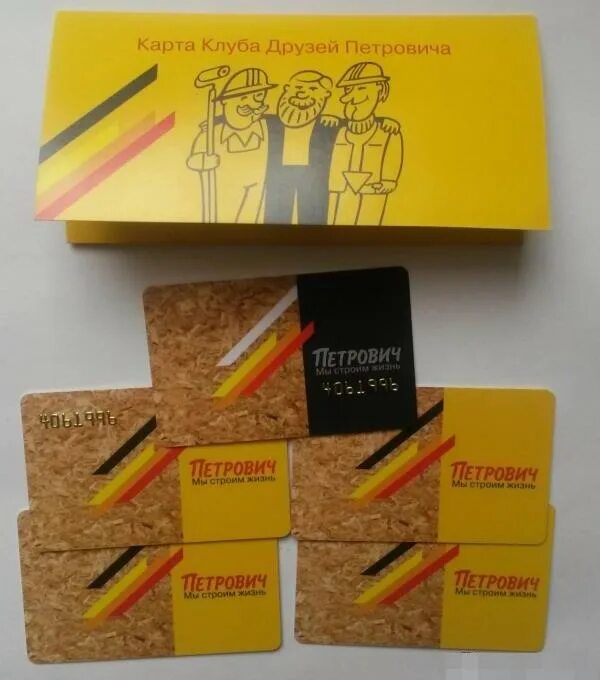 Карта Клуба Друзей Петровича
ПЕТРОВИЧ
Мы строим жизнь
4061996
4061996
ПЕТРОВИЧ
Мы строим жизнь
ПЕТРОВИЧ
Мы строим жизнь
ПЕТРОВИЧ
Мы строим жизнь
ПЕТРОВИЧ
Мы строим жизнь